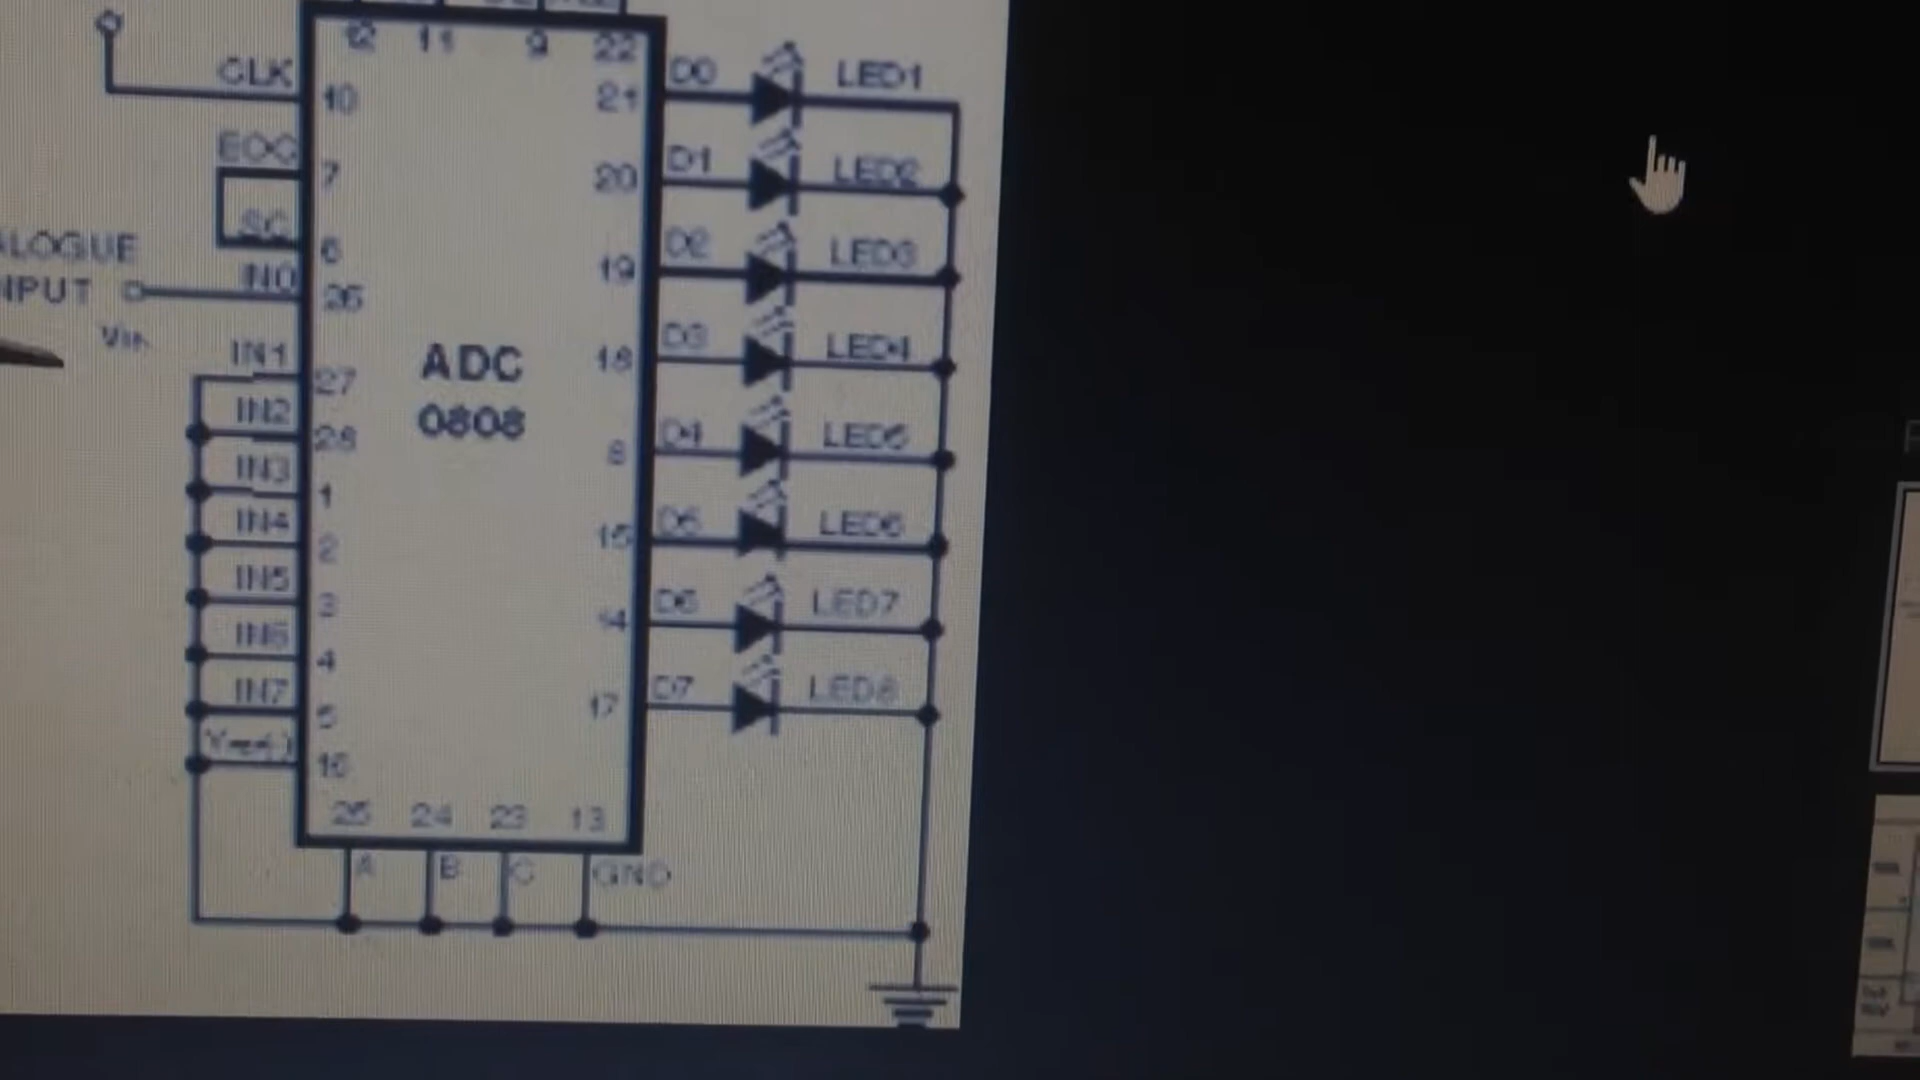 12 11 9 22
CLK
10
EOC
7
SC
6
ALOGUE
NPUT
IN0
26
Vin
IN1
27
IN2
28
IN3
1
IN4
2
IN5
3
IN6
4
IN7
5
16
ADC
0808
21 D0 LED1
20 D1 LED2
19 D2 LED3
18 D3 LED4
8 D4 LED5
15 D5 LED6
14 D6 LED7
17 D7 LED8
25 24 23 13
A B C GND